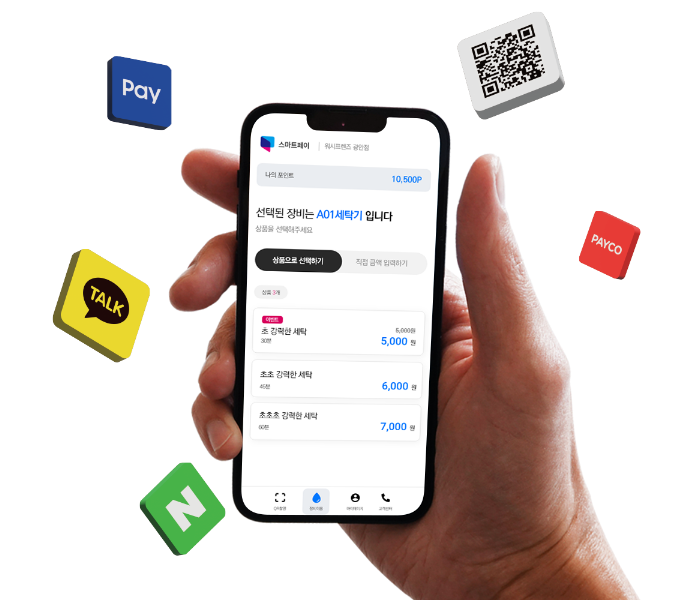 Pay
스마트페이 워시프렌즈 광안점
나의 포인트 10,500P
선택된 장비는 A01세탁기 입니다
상품을 선택해주세요
상품으로 선택하기 직접 금액 입력하기
상품 3개
이벤트
초 강력한 세탁 5,000원
30분 5,000 원
초초 강력한 세탁
45분 6,000 원
초초초 강력한 세탁
60분 7,000 원
고객센터
PAYCO
TALK
N